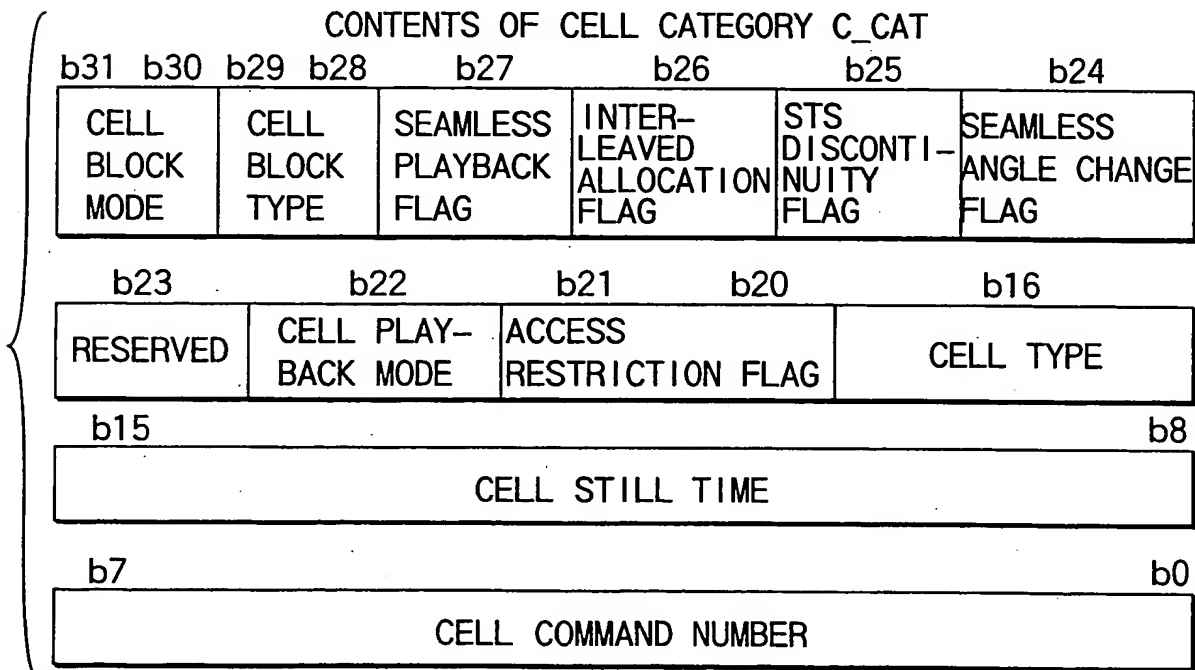 CONTENTS OF CELL CATEGORY C_CAT
b31 b30 b29 b28 b27 b26 b25 b24
CELL
BLOCK
MODE
CELL
BLOCK
TYPE
SEAMLESS
PLAYBACK
FLAG
INTER–
LEAVED
ALLOCATION
FLAG
STS
DISCONTI–
NUITY
FLAG
SEAMLESS
ANGLE CHANGE
FLAG
b23 b22 b21 b20 b16
RESERVED
CELL PLAY–
BACK MODE
ACCESS
RESTRICTION FLAG
CELL TYPE
b15 b8
CELL STILL TIME
b7 b0
CELL COMMAND NUMBER